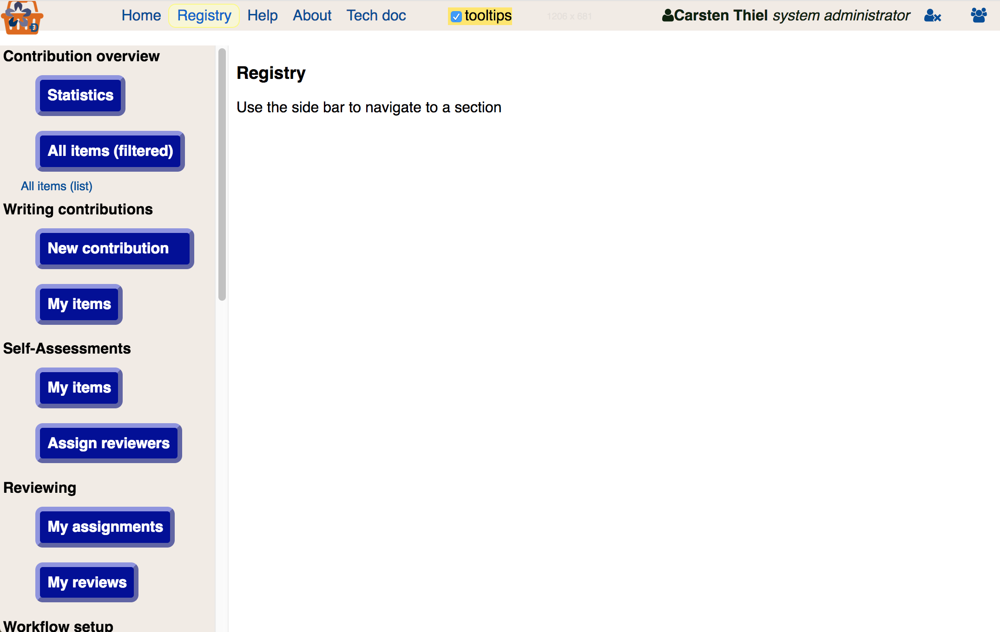 Home Registry Help About Tech doc tooltips 1206 x 681 Carsten Thiel system administrator
Contribution overview
Statistics
All items (filtered)
All items (list)
Writing contributions
New contribution
My items
Self-Assessments
My items
Assign reviewers
Reviewing
My assignments
My reviews
Workflow setup
Registry
Use the side bar to navigate to a section